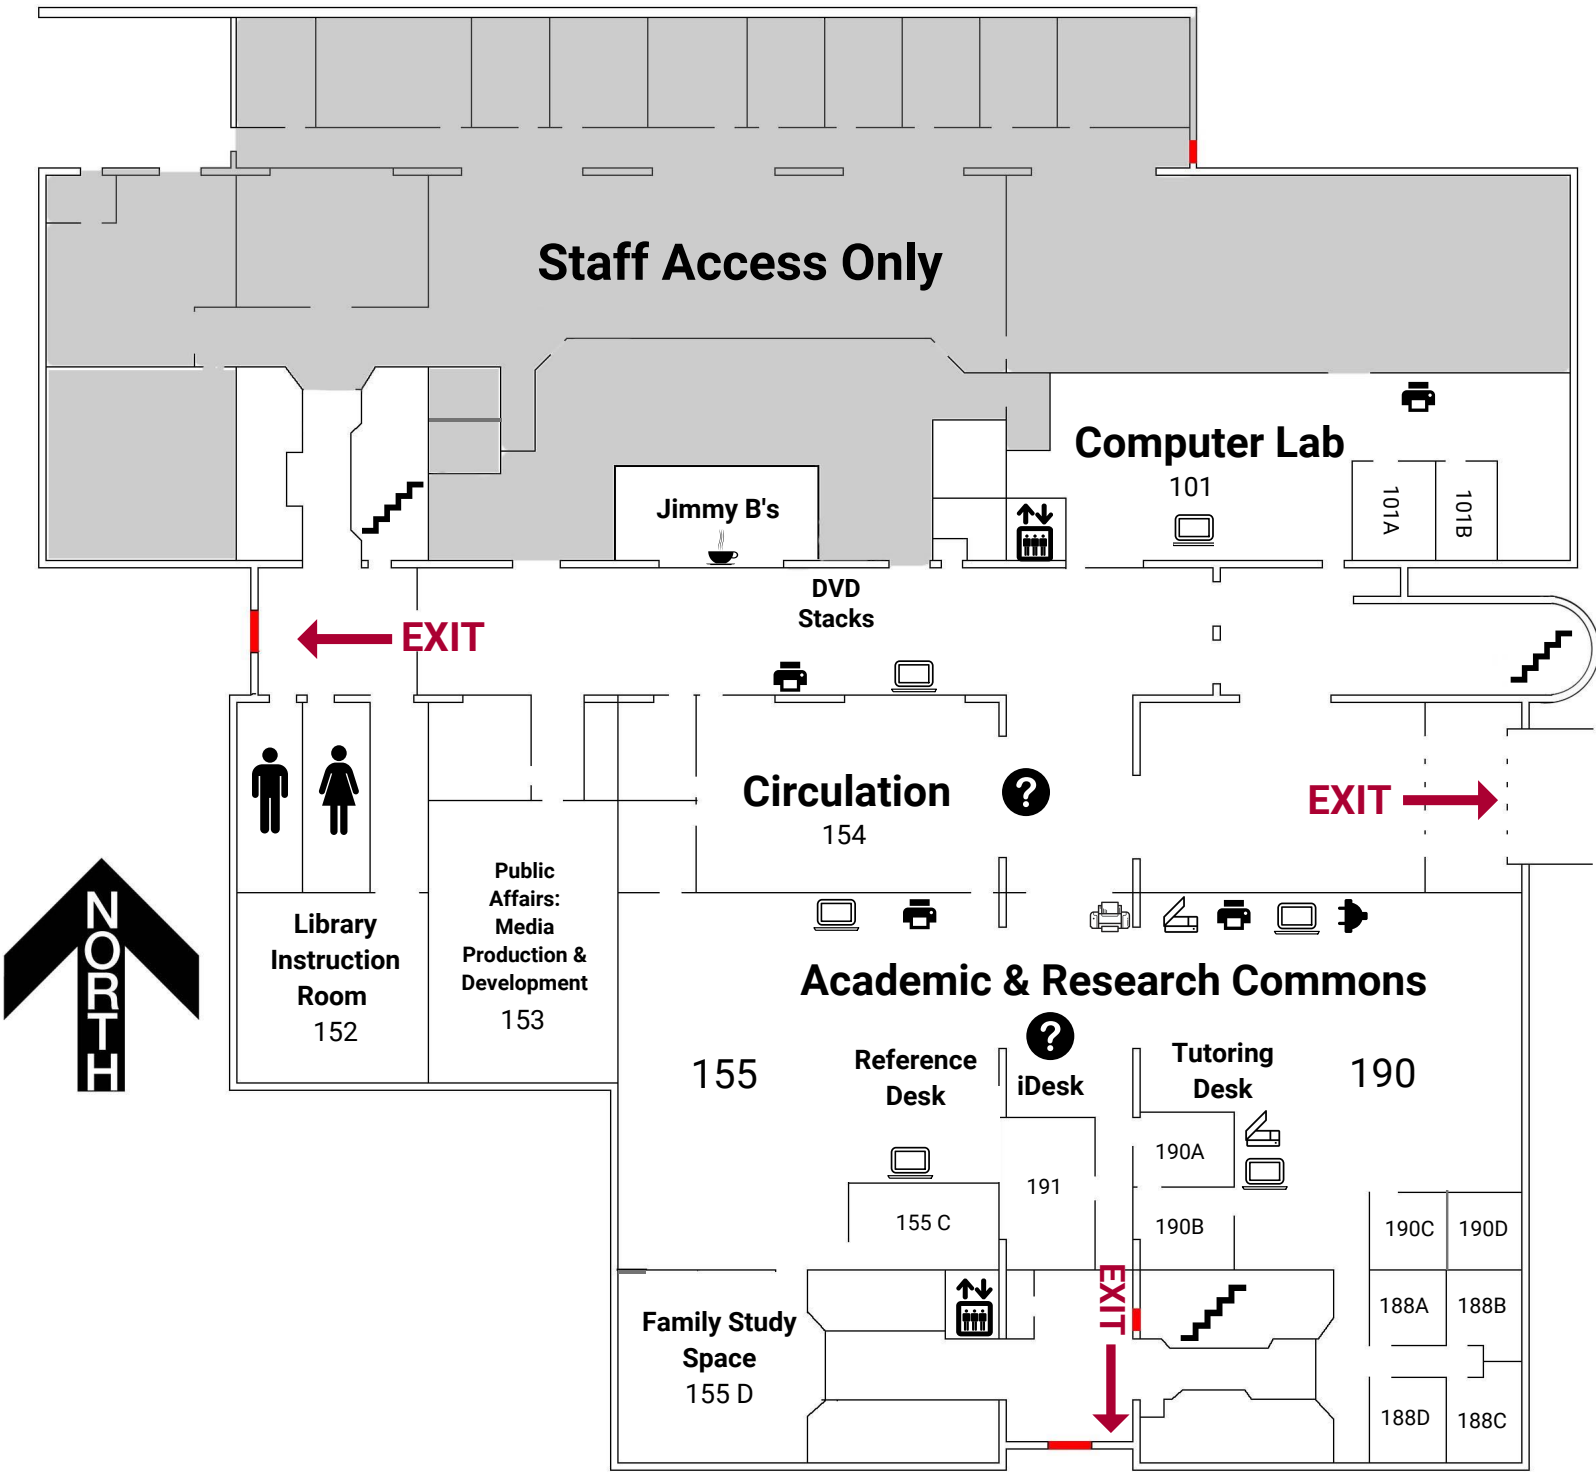 Staff Access Only
Computer Lab
101
101A
101B
Jimmy B's
DVD
Stacks
EXIT
Circulation
154
?
EXIT
NORTH
Library
Instruction
Room
152
Public
Affairs:
Media
Production &
Development
153
Academic & Research Commons
155
Reference
Desk
?
iDesk
Tutoring
Desk
190
190A
191
155 C
190B
190C
190D
EXIT
Family Study
Space
155 D
188A
188B
188D
188C